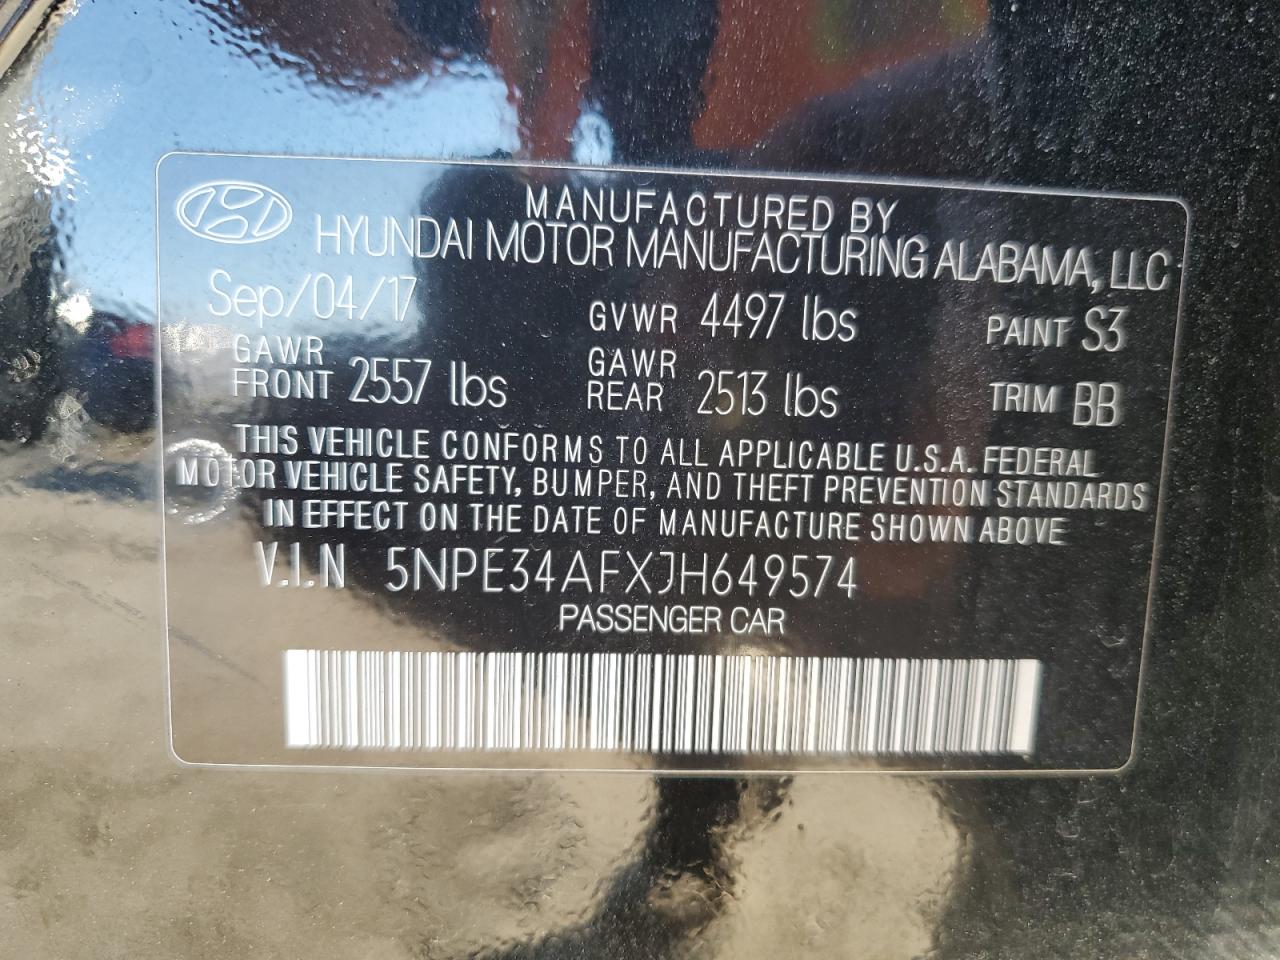 MANUFACTURED BY
HYUNDAI MOTOR MANUFACTURING ALABAMA, LLC
Sep/04/17 GVWR 4497 lbs PAINT S3
GAWR FRONT 2557 lbs GAWR REAR 2513 lbs TRIM BB
THIS VEHICLE CONFORMS TO ALL APPLICABLE U.S.A. FEDERAL
MOTOR VEHICLE SAFETY, BUMPER, AND THEFT PREVENTION STANDARDS
IN EFFECT ON THE DATE OF MANUFACTURE SHOWN ABOVE
V.I.N 5NPE34AFXJH649574
PASSENGER CAR